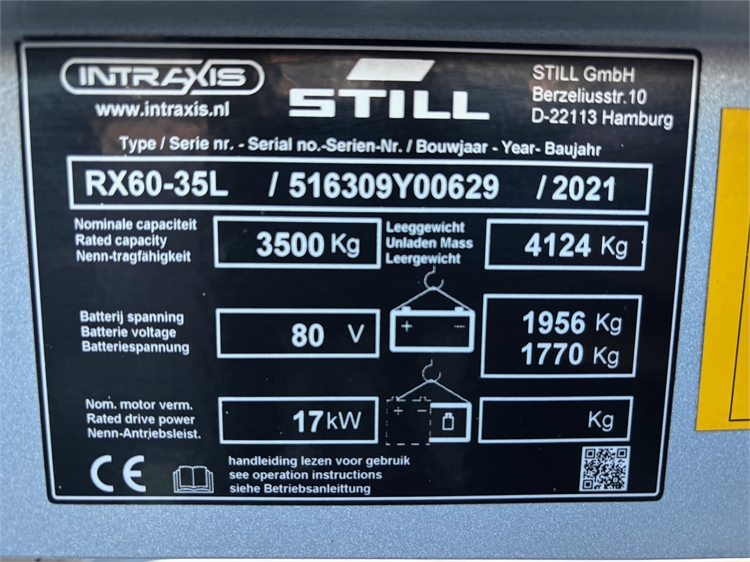 INTRAXIS
www.intraxis.nl
STILL
STILL GmbH
Berzeliusstr.10
D-22113 Hamburg
Type / Serie nr. - Serial no.-Serien-Nr. / Bouwjaar - Year- Baujahr
RX60-35L / 516309Y00629 / 2021
Nominale capaciteit
Rated capacity
Nenn-tragfähigkeit
3500 Kg
Leeggewicht
Unladen Mass
Leergewicht
4124 Kg
Batterij spanning
Batterie voltage
Batteriespannung
80 V
+ -
1956 Kg
1770 Kg
Nom. motor verm.
Rated drive power
Nenn-Antriebsleist.
17kW
+ -
Kg
CE
handleiding lezen voor gebruik
see operation instructions
siehe Betriebsanleittung